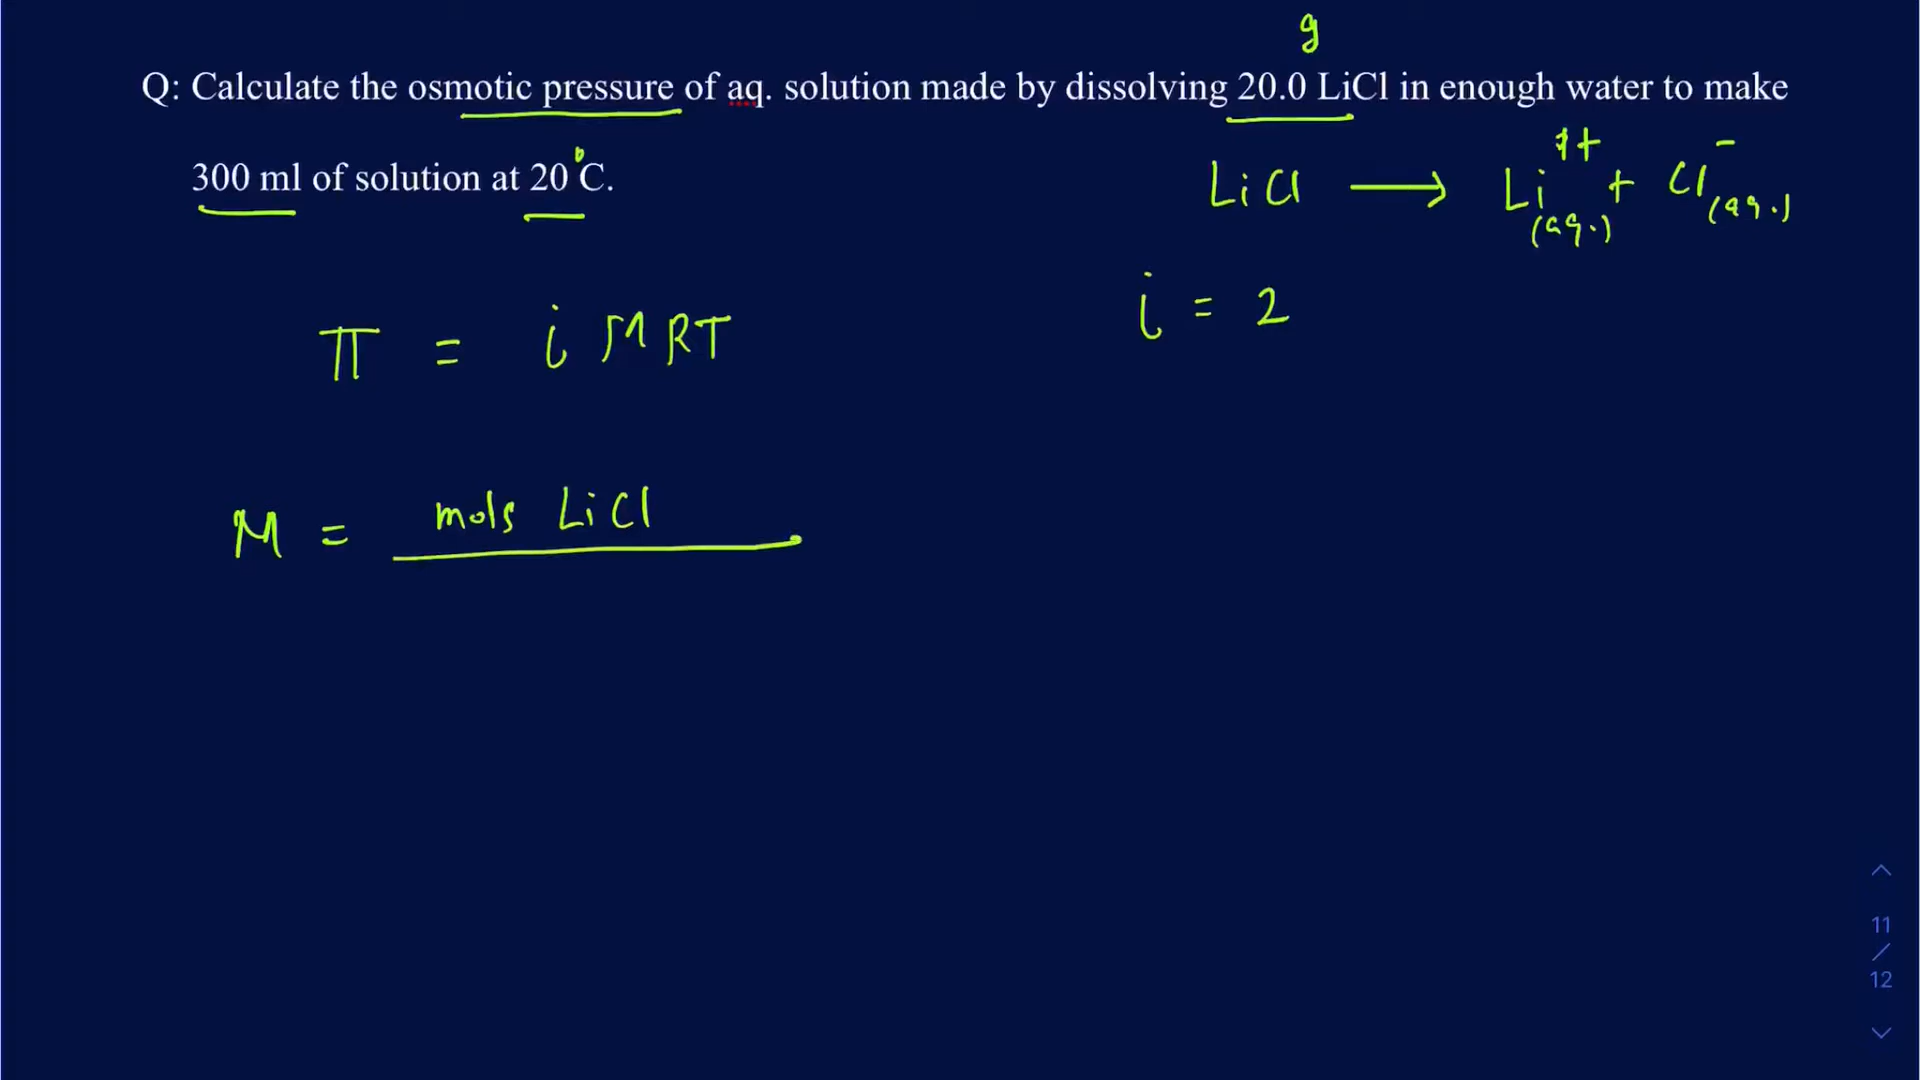 g
Q: Calculate the osmotic pressure of aq. solution made by dissolving 20.0 LiCl in enough water to make
300 ml of solution at 20°C.
LiCl ⟶ Li¹⁺(aq.) + Cl⁻(aq.)
i = 2
π = i M RT
M = mols LiCl
11
/
12